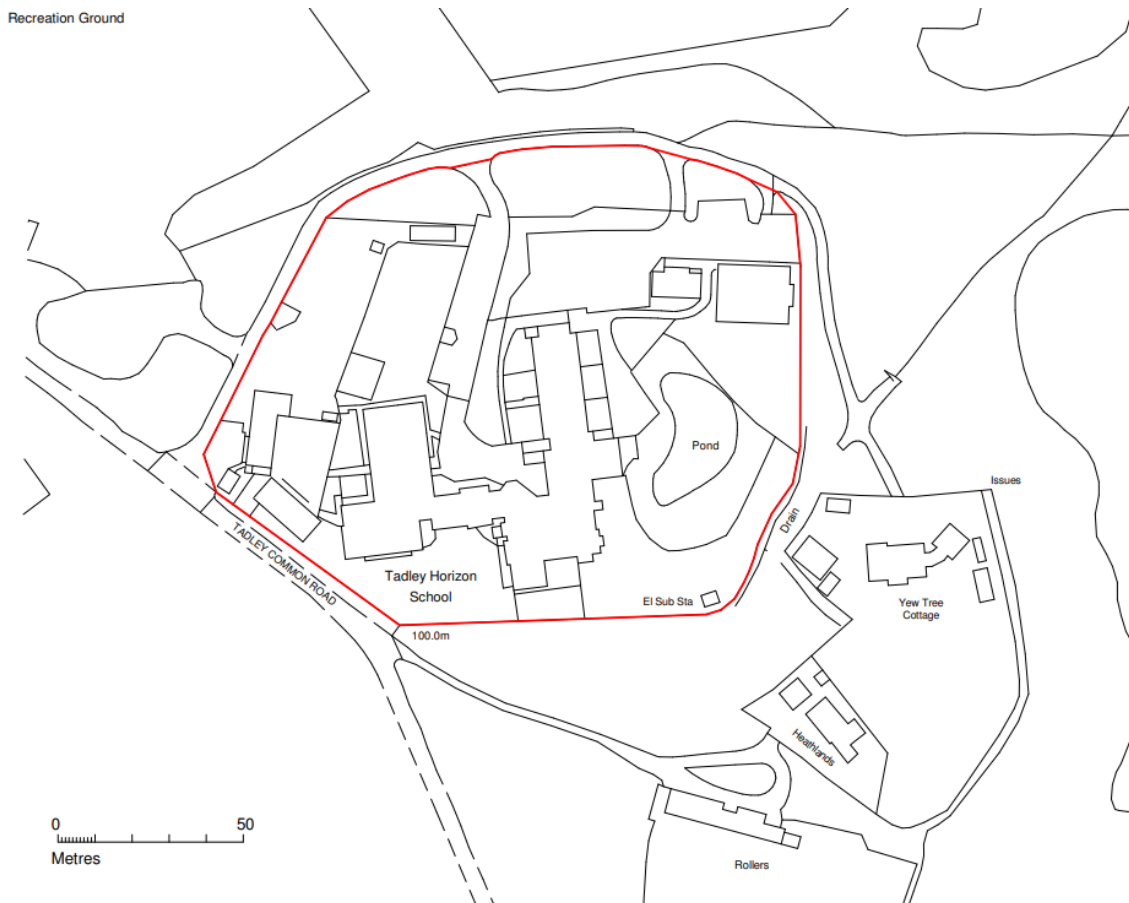 Recreation Ground
Pond
Issues
Drain
TADLEY COMMON ROAD
Tadley Horizon
School
El Sub Sta
Yew Tree
Cottage
100.0m
Heathlands
0 50
Metres
Rollers